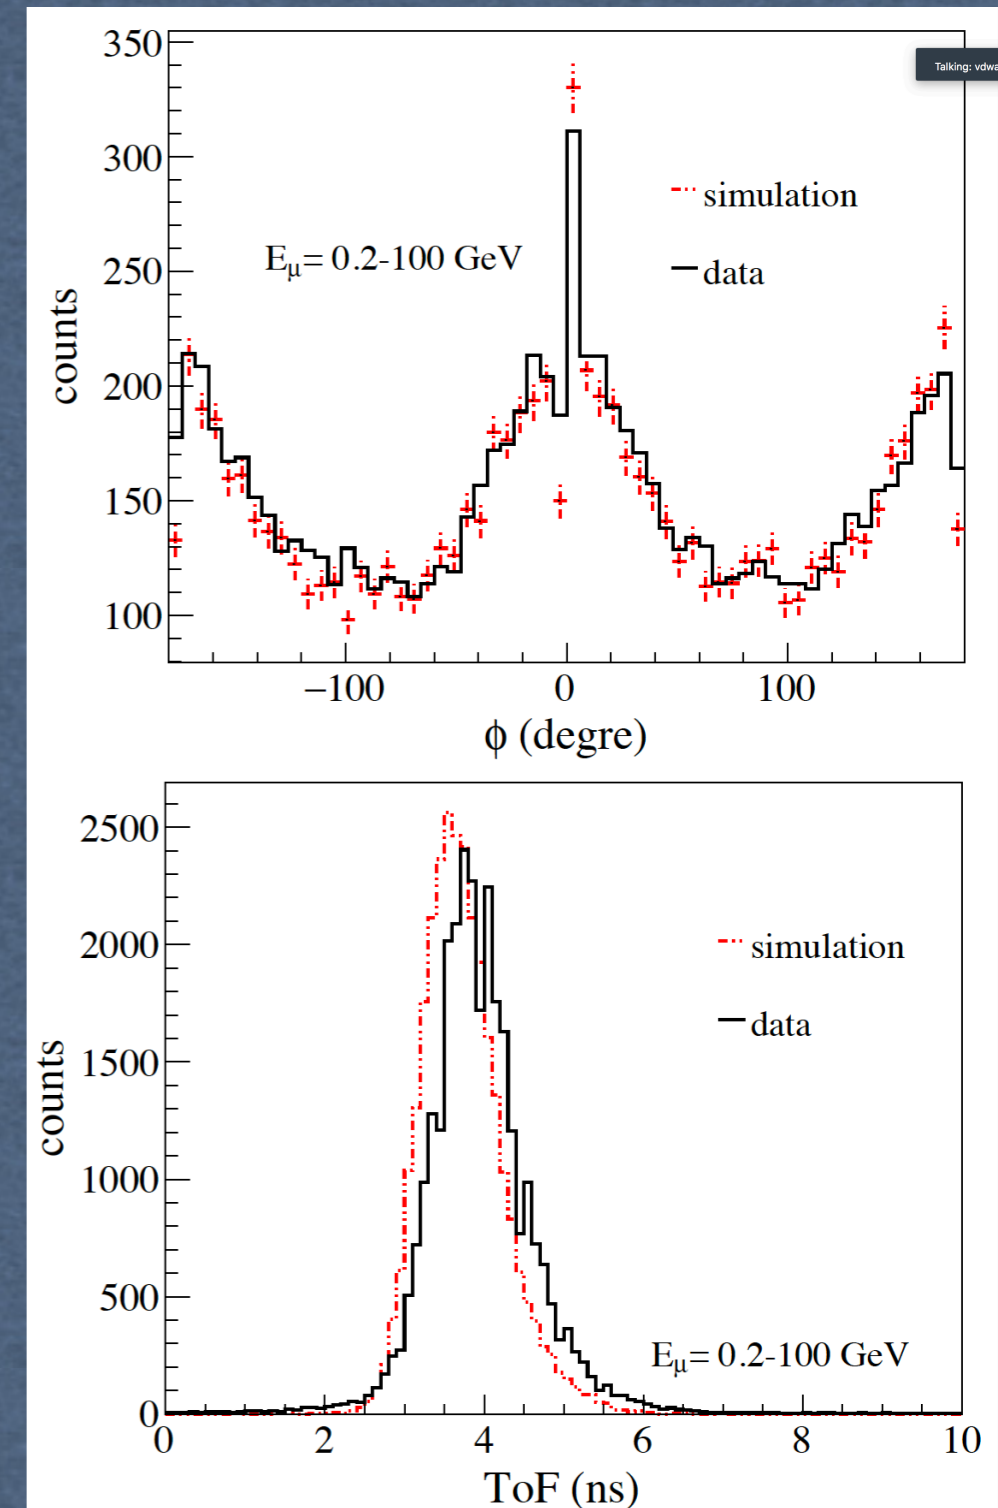 350
Talking: vdwa
300
simulation
Eμ= 0.2-100 GeV
250
data
counts
200
150
100
−100
0
100
ϕ (degre)
2500
simulation
2000
data
1500
counts
1000
500
Eμ= 0.2-100 GeV
0
0
2
4
6
8
10
ToF (ns)